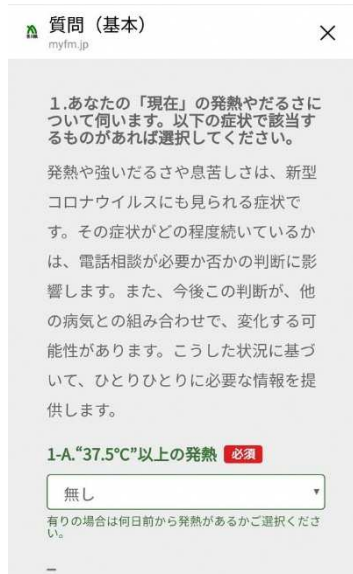 質問（基本）
myfm.jp
1.あなたの「現在」の発熱やだるさに
ついて伺います。以下の症状で該当す
るものがあれば選択してください。
発熱や強いだるさや息苦しさは、新型
コロナウイルスにも見られる症状で
す。その症状がどの程度続いているか
は、電話相談が必要か否かの判断に影
響します。また、今後この判断が、他
の病気との組み合わせで、変化する可
能性があります。こうした状況に基づ
いて、ひとりひとりに必要な情報を提
供します。
1-A.“37.5℃”以上の発熱 必須
無し
有りの場合は何日前から発熱があるかご選択くださ
い。